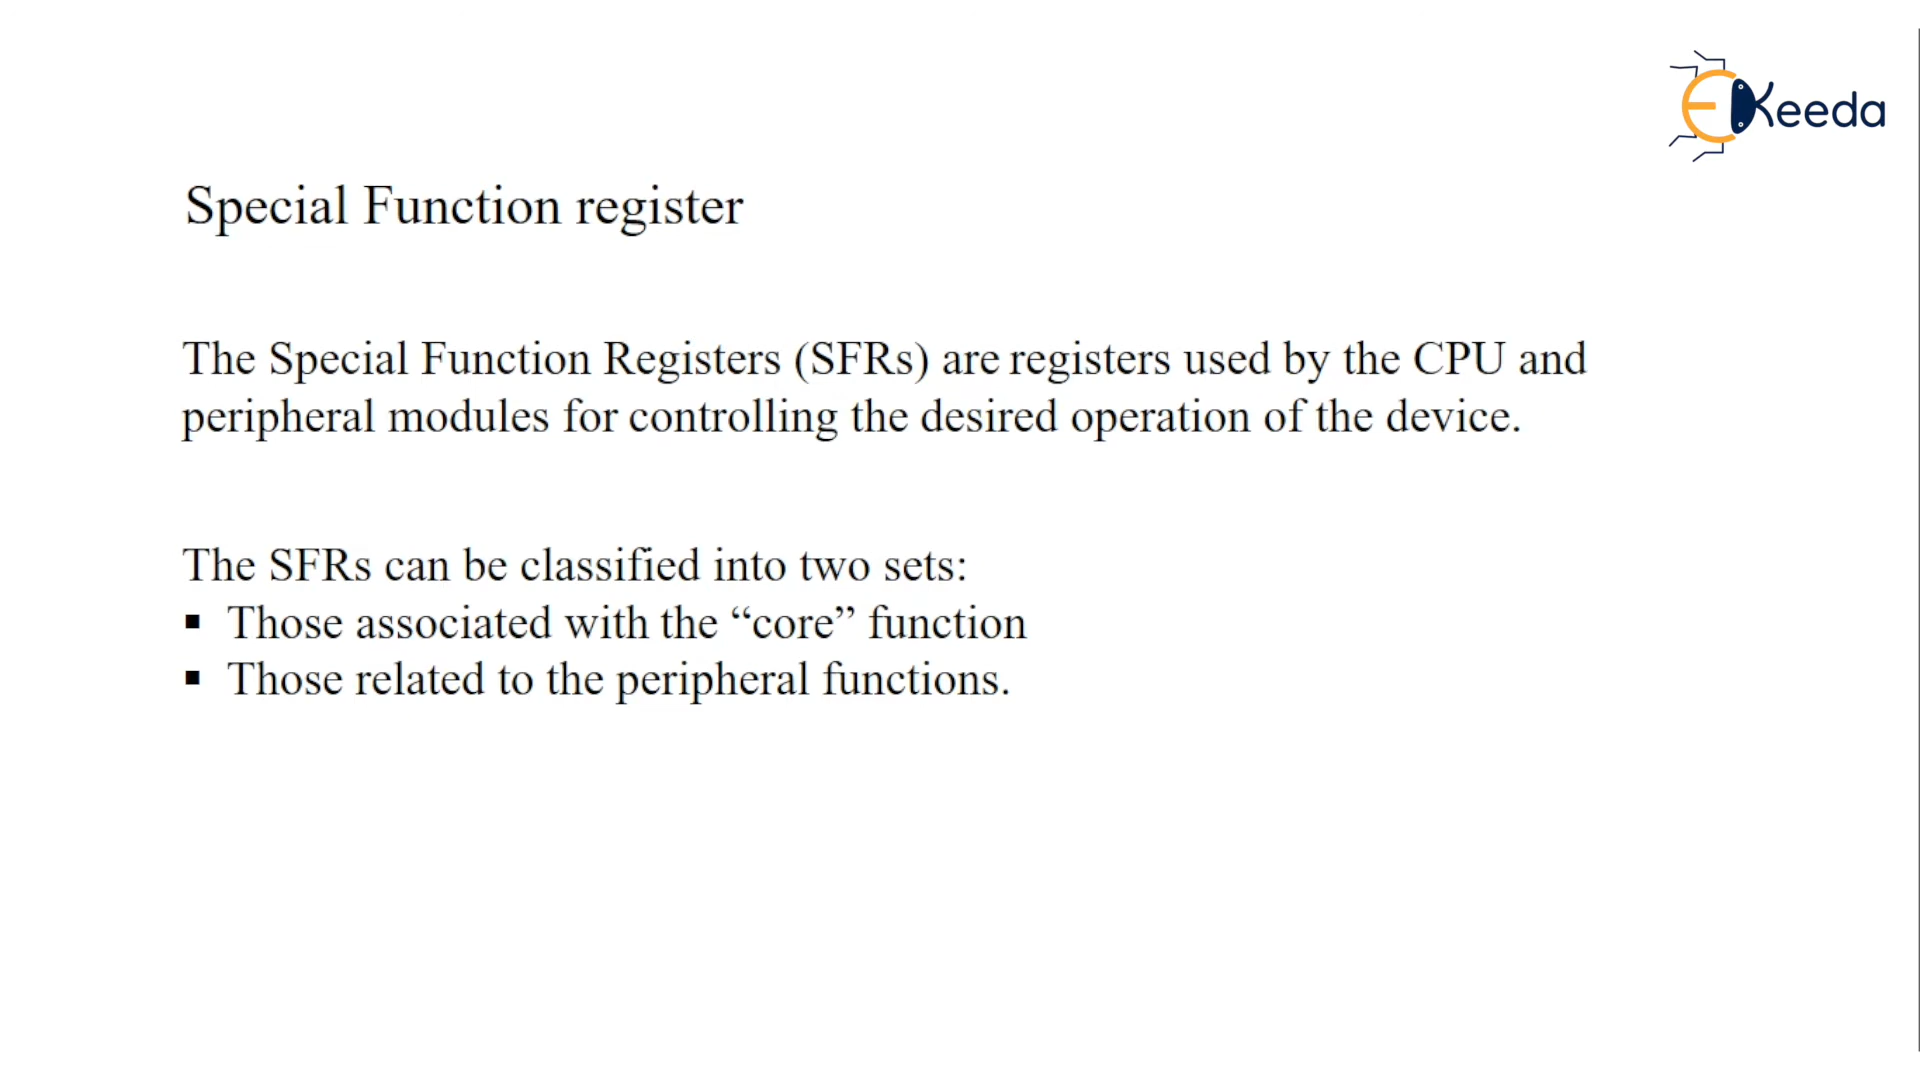 EKeeda
Special Function register
The Special Function Registers (SFRs) are registers used by the CPU and
peripheral modules for controlling the desired operation of the device.
The SFRs can be classified into two sets:
▪ Those associated with the “core” function
▪ Those related to the peripheral functions.